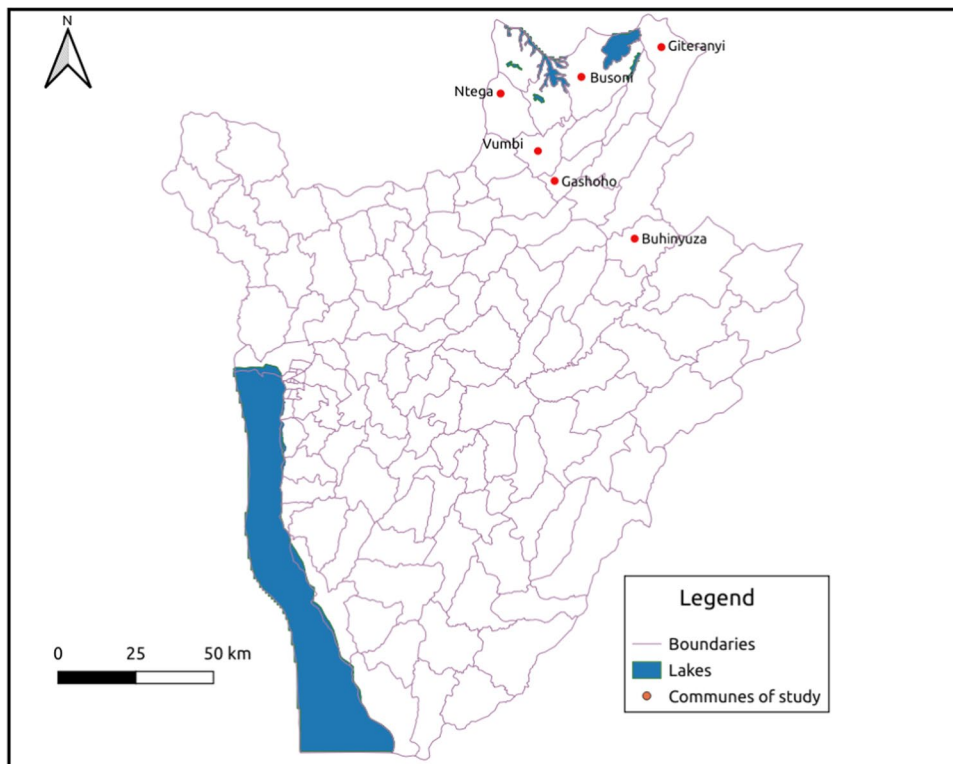 N
Giteranyi
Busoni
Ntega
Vumbi
Gashoho
Buhinyuza
Legend
Boundaries
Lakes
Communes of study
0 25 50 km